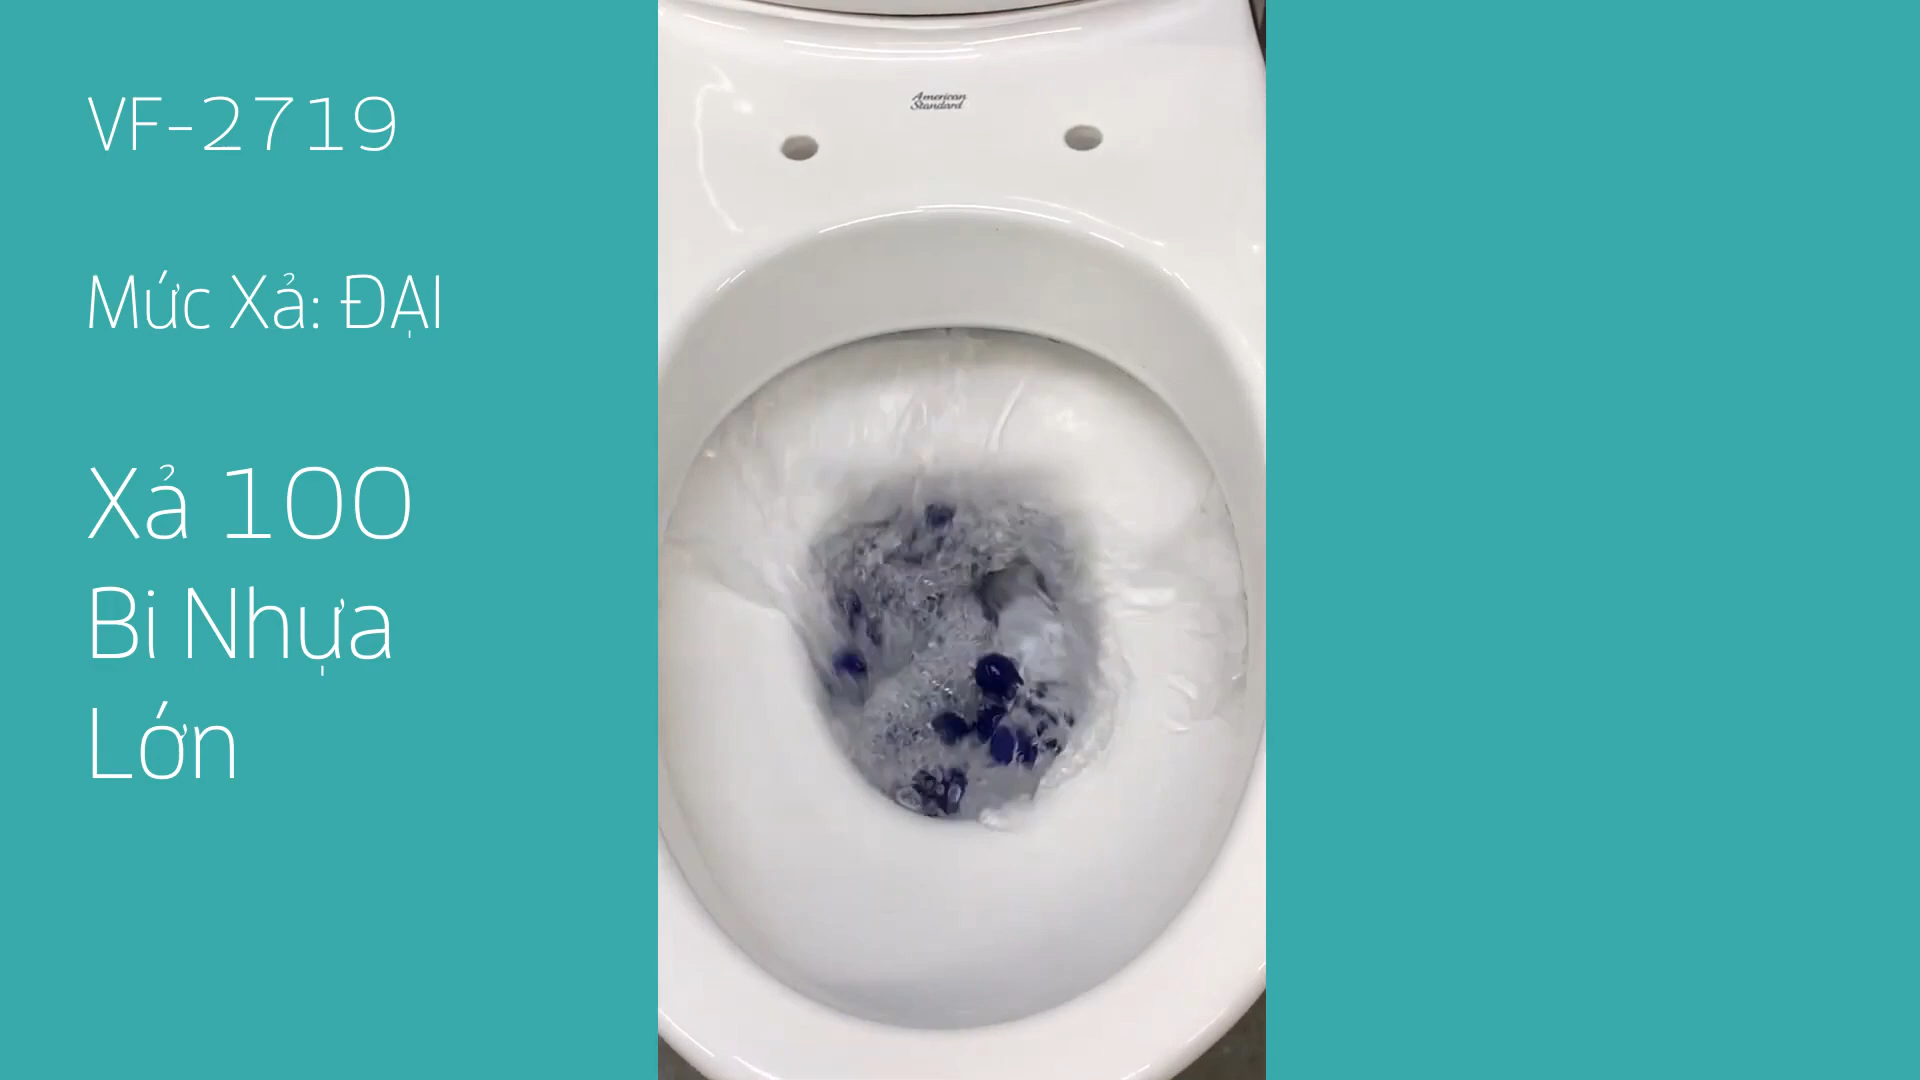 VF-2719
Mức Xả: ĐẠI
Xả 100
Bi Nhựa
Lớn
American
Standard